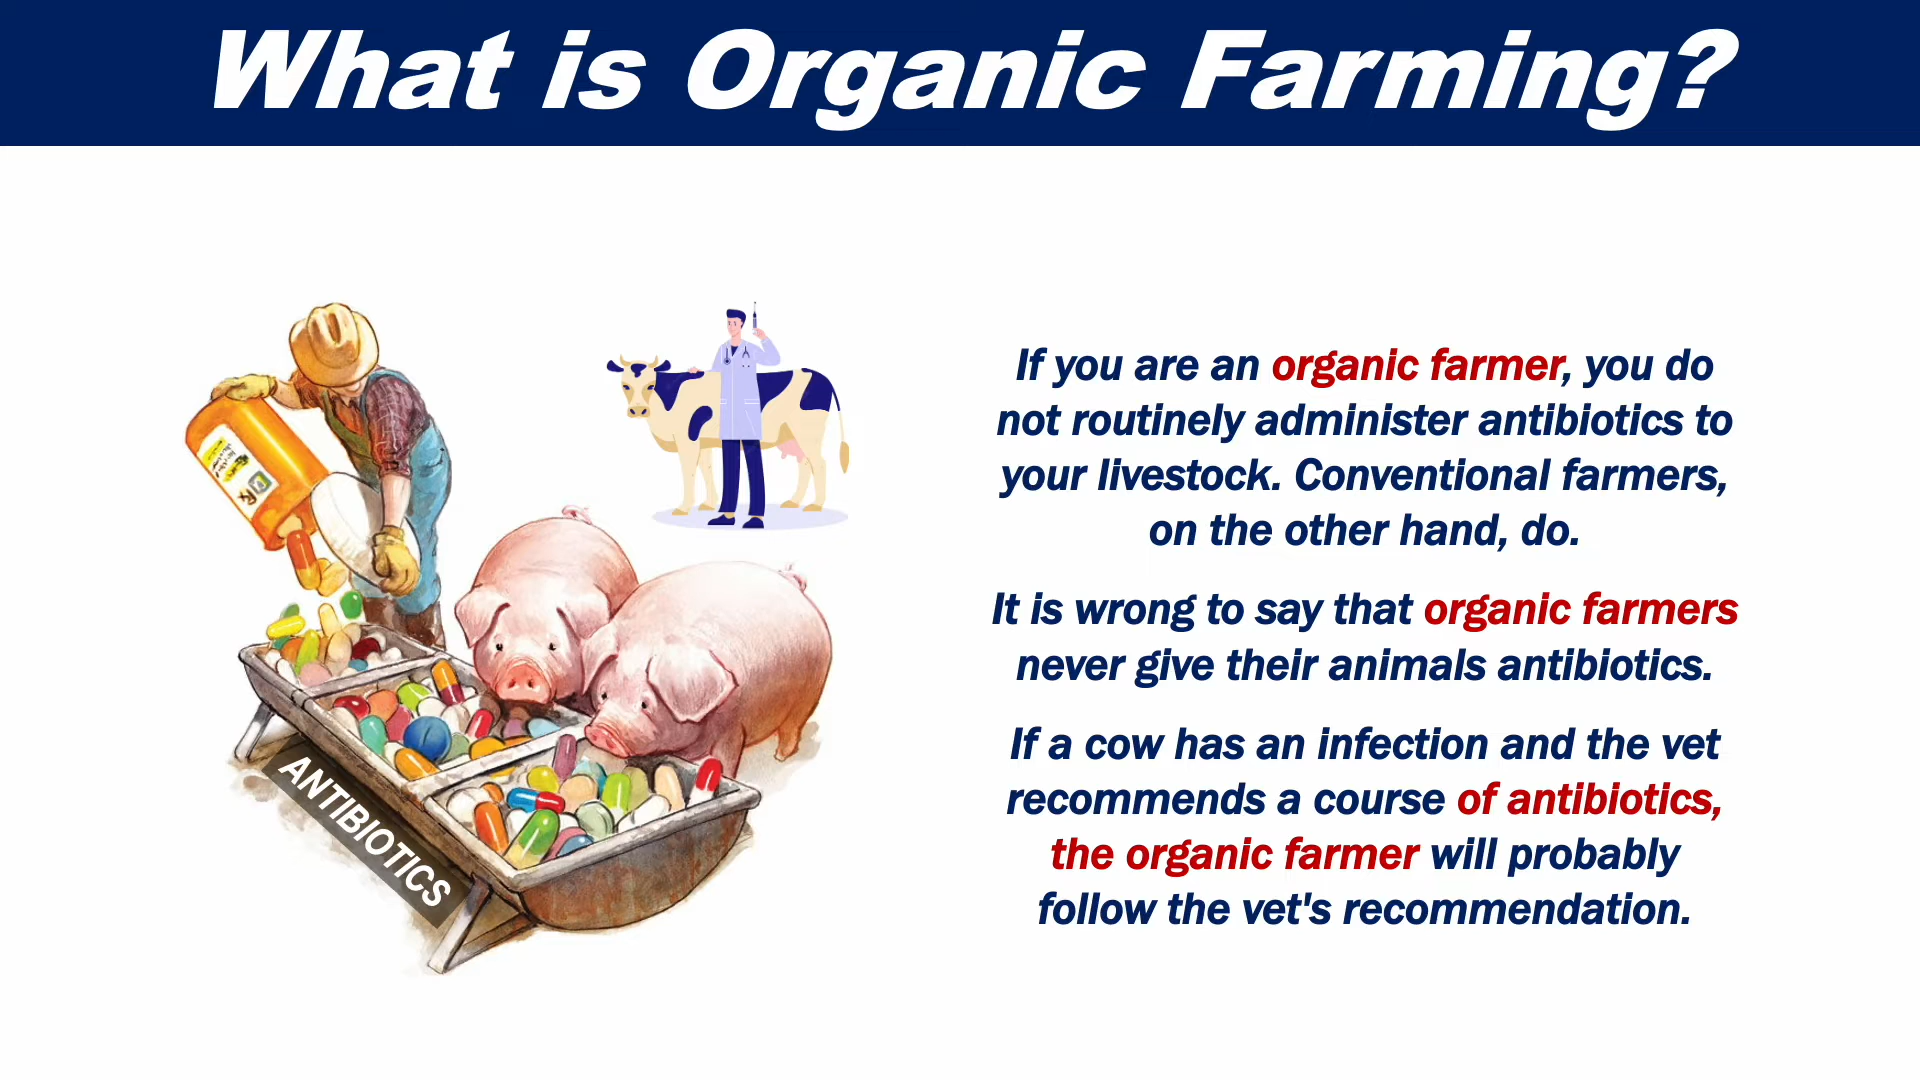 What is Organic Farming?
If you are an organic farmer, you do
not routinely administer antibiotics to
your livestock. Conventional farmers,
on the other hand, do.
It is wrong to say that organic farmers
never give their animals antibiotics.
If a cow has an infection and the vet
recommends a course of antibiotics,
the organic farmer will probably
follow the vet's recommendation.
Rx
ANTIBIOTICS